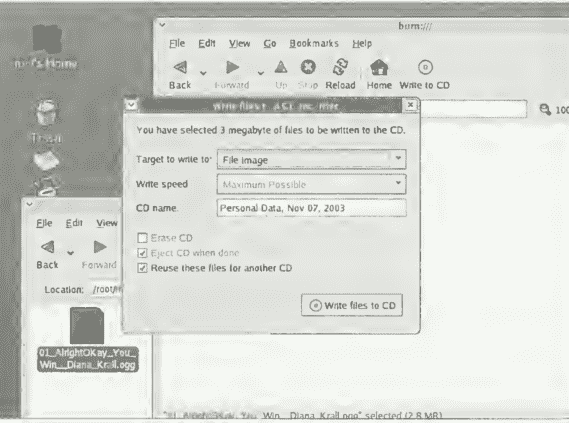 burn:///
File Edit View Go Bookmarks Help
Back Forward Up Stop Reload Home Write to CD
100
Home
Trash
You have selected 3 megabyte of files to be written to the CD.
Target to write to: File image
Write speed Maximum Possible
CD name: Personal Data, Nov 07, 2003
Erase CD
Eject CD when done
Reuse these files for another CD
Write files to CD
File Edit View
Back Forward
Location: /root/
01_AlrightOKay_You_
Win__Diana_Krall.ogg
"01_AlrightOKay_You_Win__Diana_Krall.ogg" selected (2.8 MB)